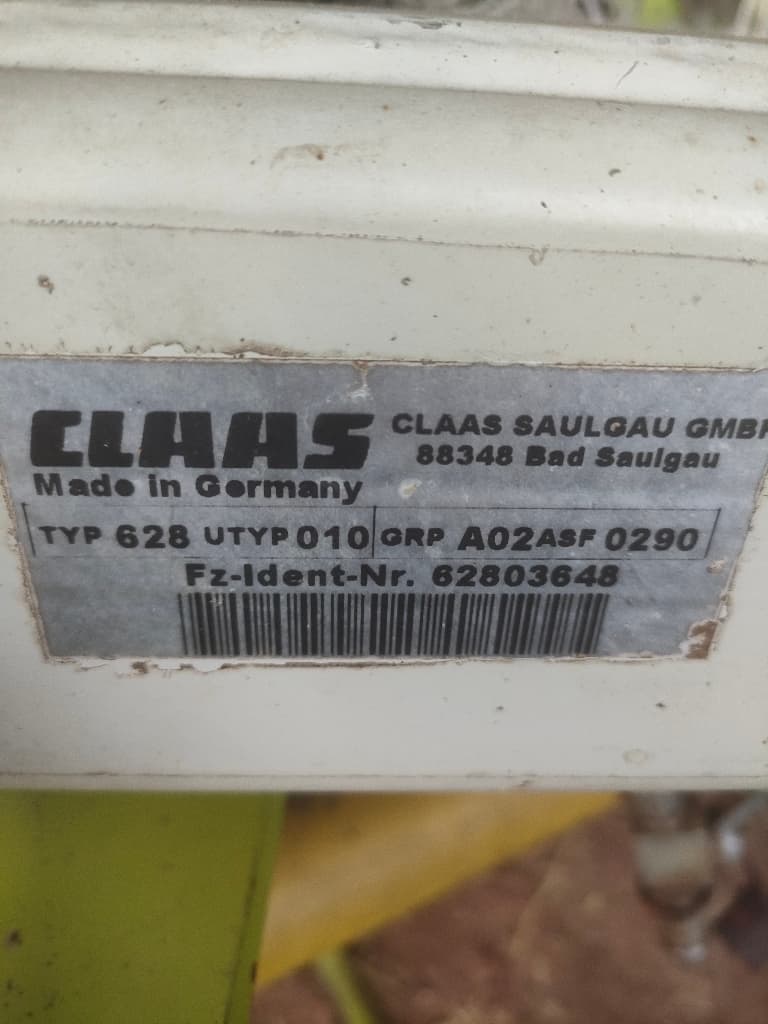 CLAAS
CLAAS SAULGAU GMBH
88348 Bad Saulgau
Made in Germany
TYP 628 UTYP 010 GRP A02 ASF 0290
Fz-Ident-Nr. 62803648